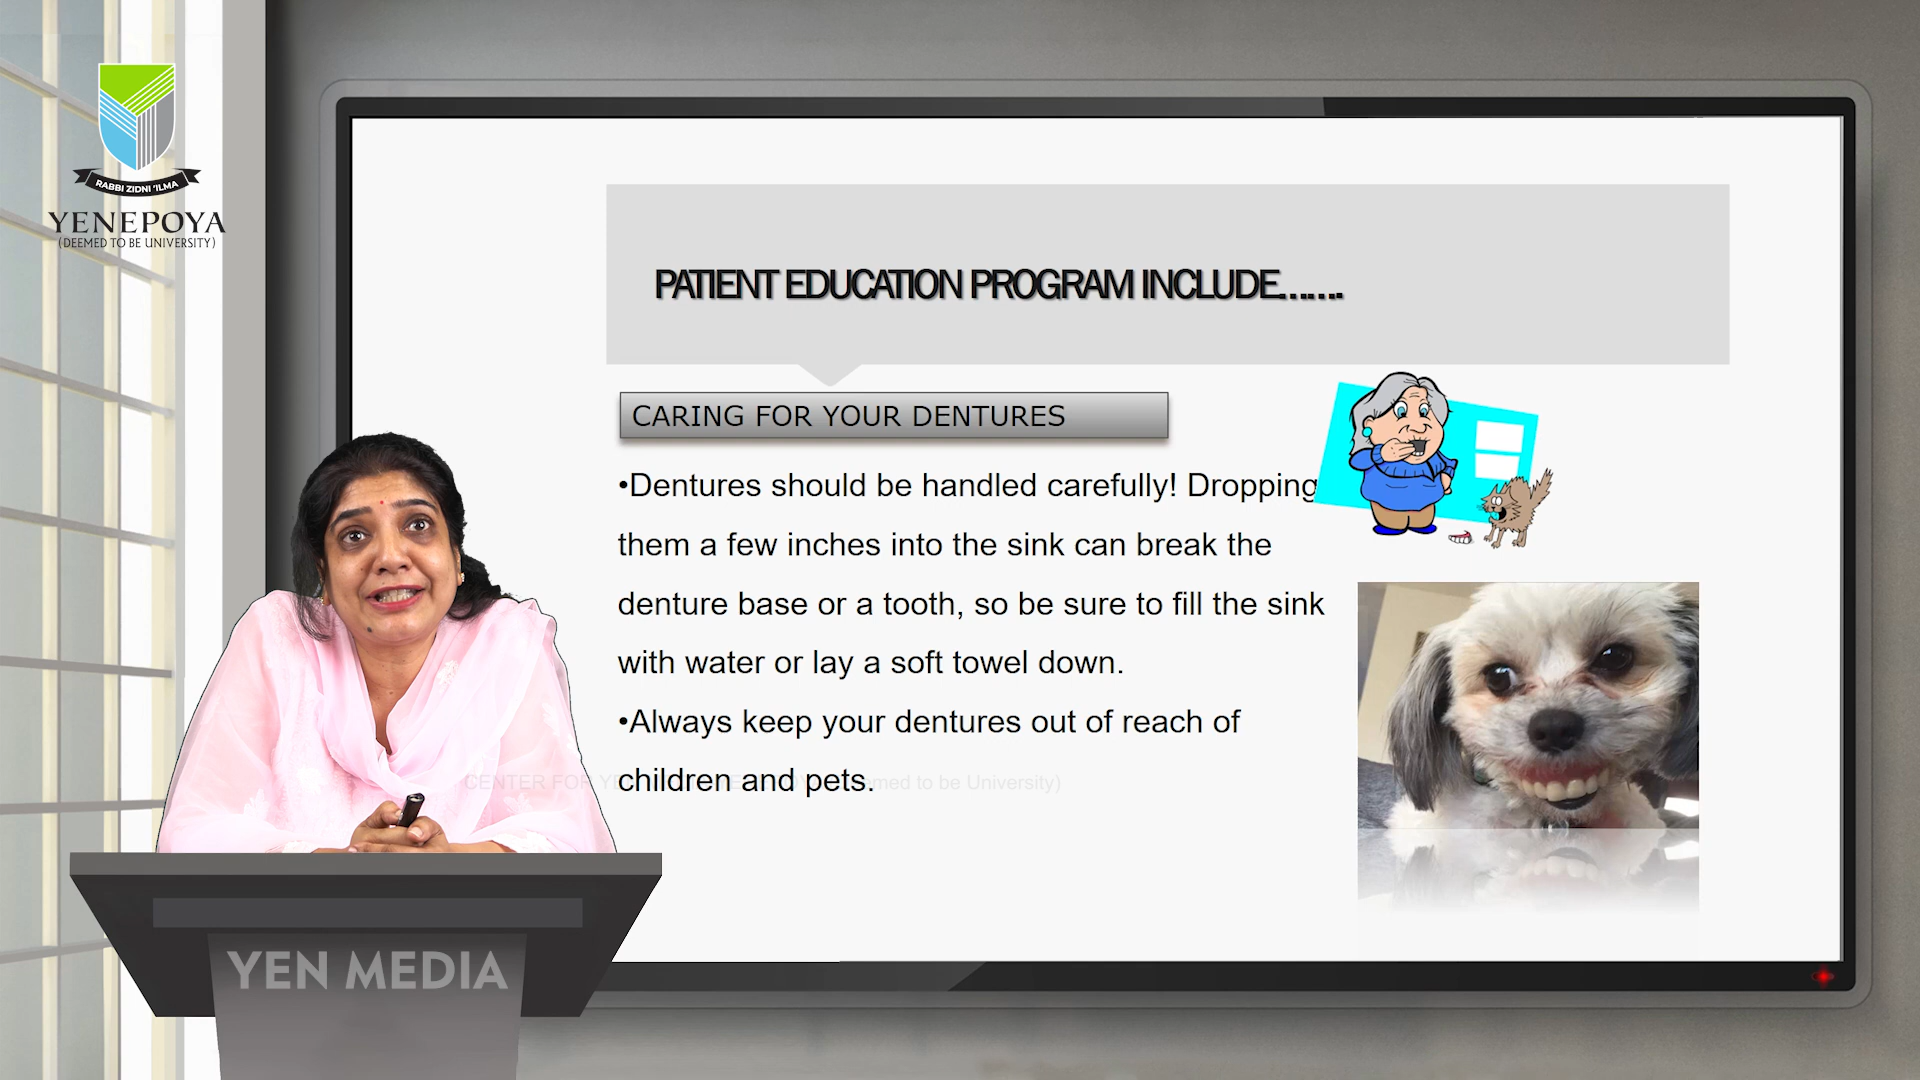 RABBI ZIDNI 'ILMA
YENEPOYA
(DEEMED TO BE UNIVERSITY)
PATIENT EDUCATION PROGRAM INCLUDE…….
CARING FOR YOUR DENTURES
•Dentures should be handled carefully! Dropping
them a few inches into the sink can break the
denture base or a tooth, so be sure to fill the sink
with water or lay a soft towel down.
•Always keep your dentures out of reach of
children and pets.
CENTER FOR emed to be University)
YEN MEDIA